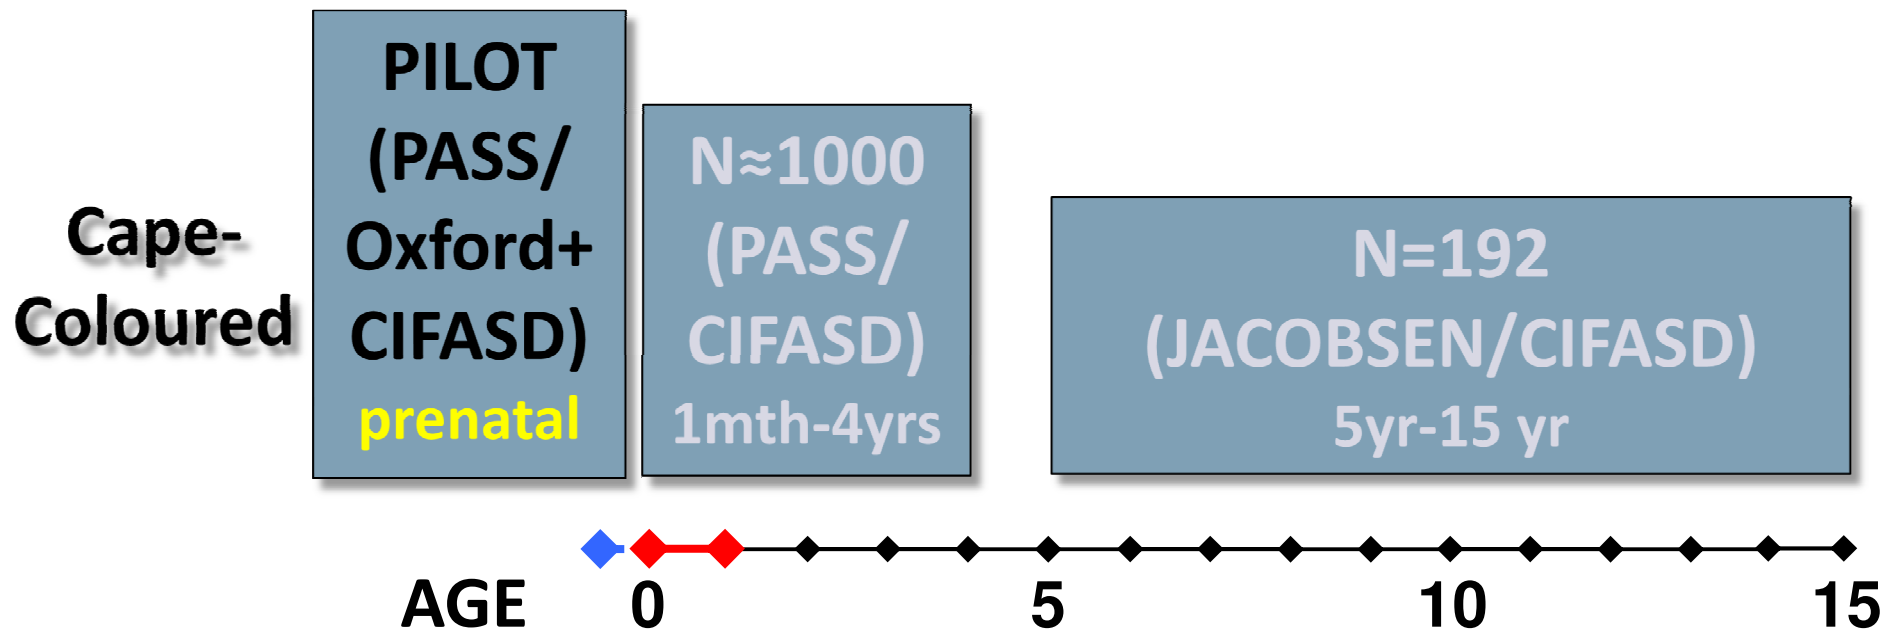 Cape-
Coloured
PILOT
(PASS/
Oxford+
CIFASD)
prenatal
N≈1000
(PASS/
CIFASD)
1mth-4yrs
N=192
(JACOBSEN/CIFASD)
5yr-15 yr
AGE 0 5 10 15